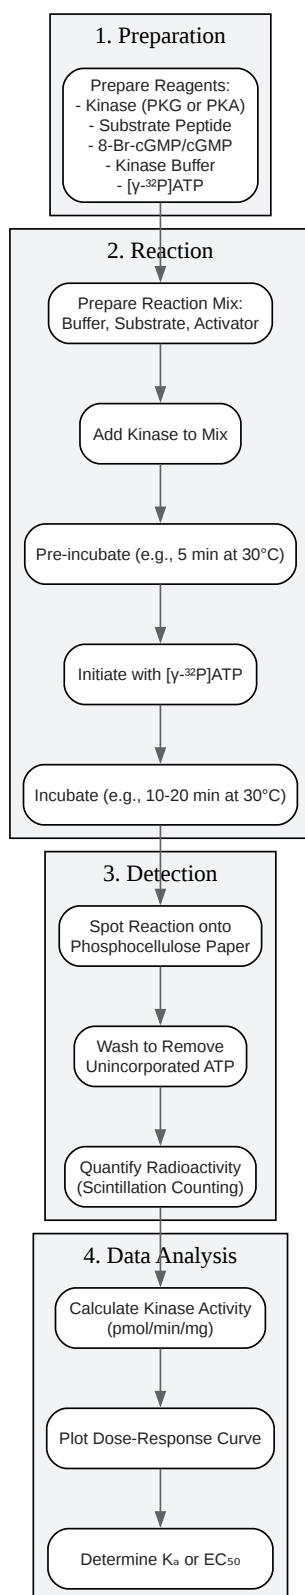 1. Preparation
Prepare Reagents:
- Kinase (PKG or PKA)
- Substrate Peptide
- 8-Br-cGMP/cGMP
- Kinase Buffer
- [γ-³²P]ATP
2. Reaction
Prepare Reaction Mix:
Buffer, Substrate, Activator
Add Kinase to Mix
Pre-incubate (e.g., 5 min at 30°C)
Initiate with [γ-³²P]ATP
Incubate (e.g., 10-20 min at 30°C)
3. Detection
Spot Reaction onto
Phosphocellulose Paper
Wash to Remove
Unincorporated ATP
Quantify Radioactivity
(Scintillation Counting)
4. Data Analysis
Calculate Kinase Activity
(pmol/min/mg)
Plot Dose-Response Curve
Determine Kₐ or EC₅₀